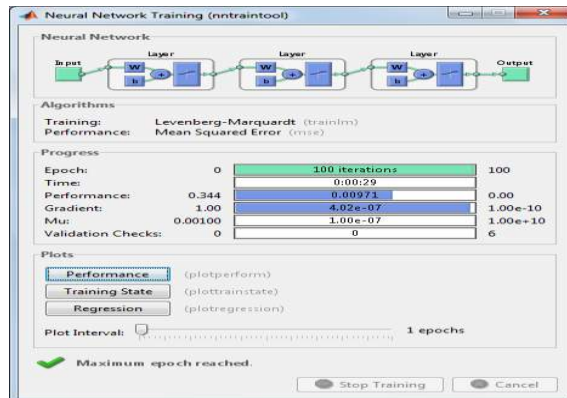 Neural Network Training (nntraintool)
Neural Network
Layer Layer Layer
Input W b + W b + W b + Output
Algorithms
Training: Levenberg-Marquardt (trainlm)
Performance: Mean Squared Error (mse)
Progress
Epoch: 0 100 iterations 100
Time: 0:00:29
Performance: 0.344 0.00971 0.00
Gradient: 1.00 4.02e-07 1.00e-10
Mu: 0.00100 1.00e-07 1.00e+10
Validation Checks: 0 0 6
Plots
Performance (plotperform)
Training State (plottrainstate)
Regression (plotregression)
Plot Interval: 1 epochs
Maximum epoch reached.
Stop Training Cancel